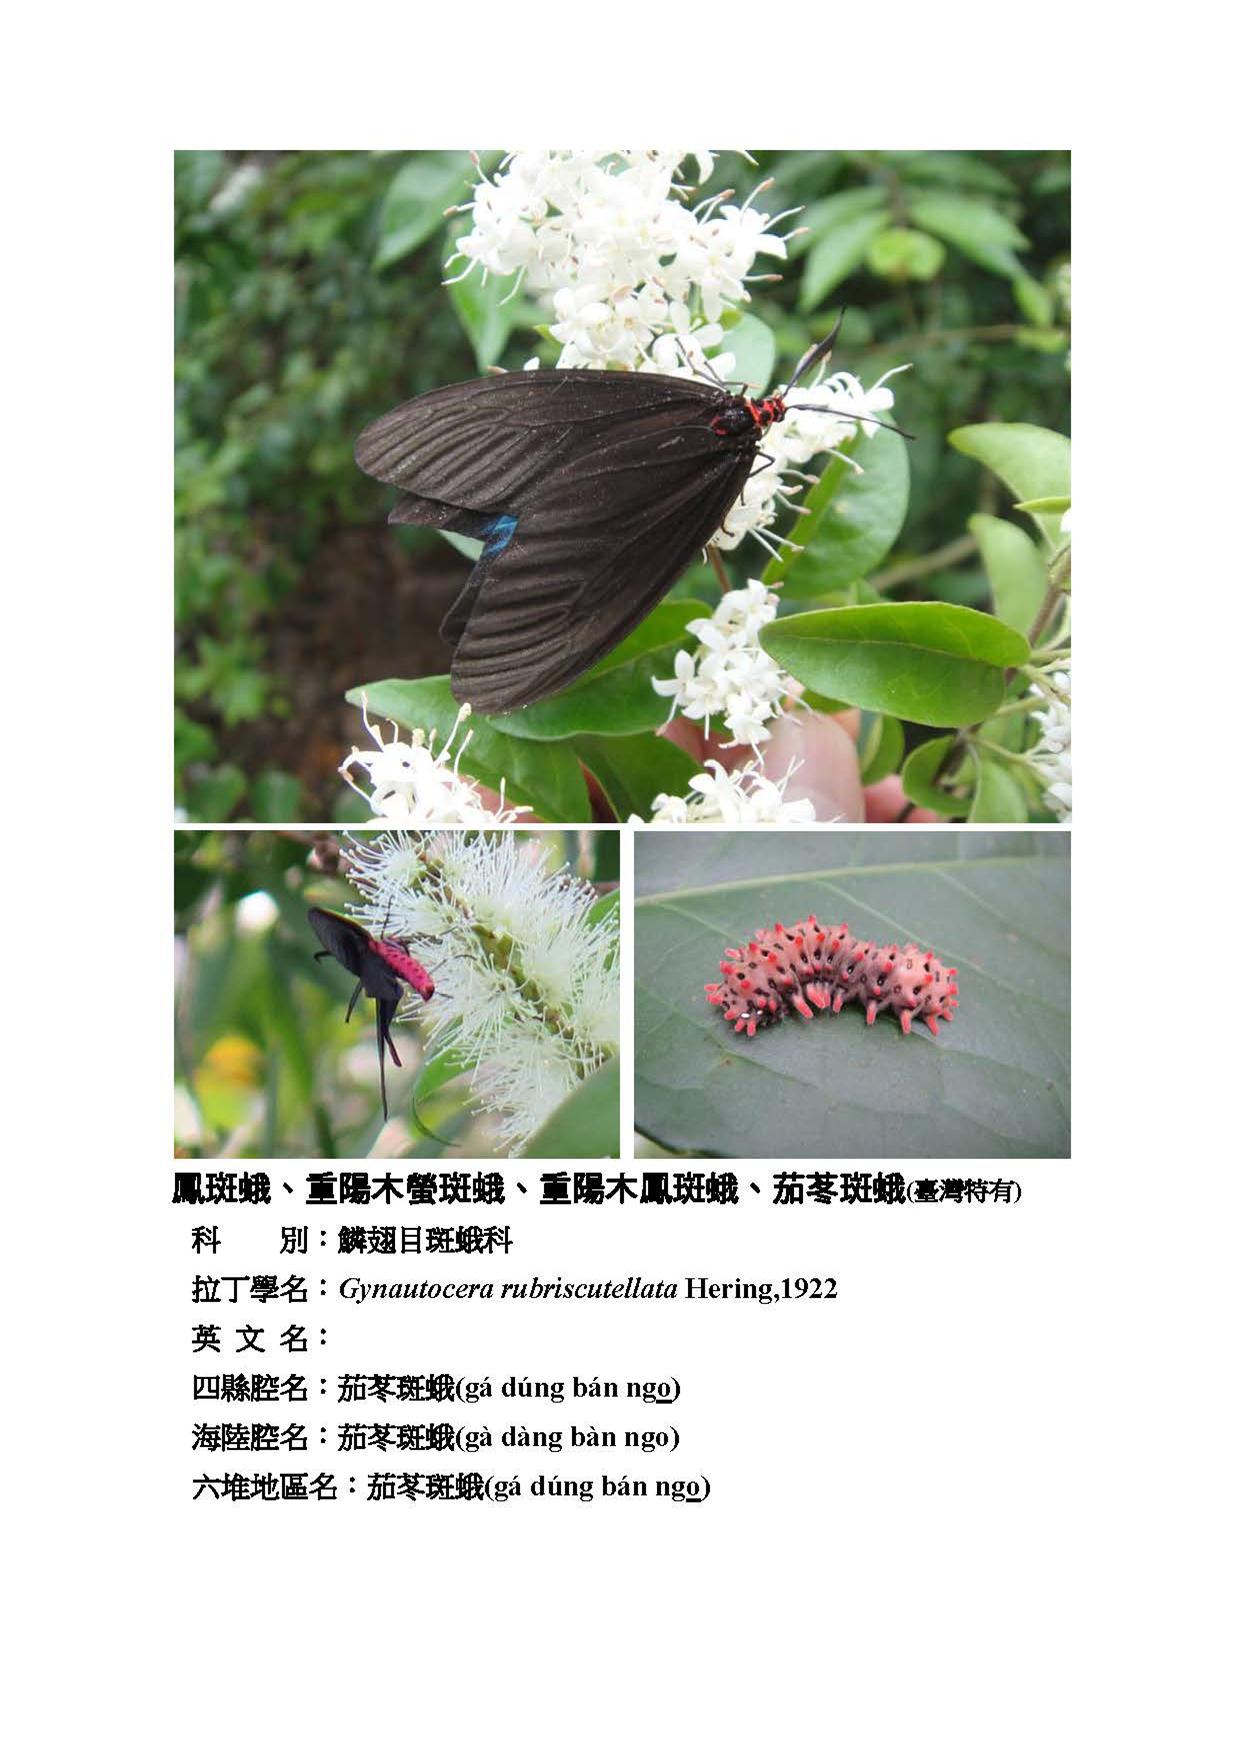 鳳斑蛾、重陽木螢斑蛾、重陽木鳳斑蛾、茄苳斑蛾(臺灣特有)
科　　別：鱗翅目斑蛾科
拉丁學名：Gynautocera rubriscutellata Hering,1922
英 文 名：
四縣腔名：茄苳斑蛾(gá dúng bán ngo)
海陸腔名：茄苳斑蛾(gà dàng bàn ngo)
六堆地區名：茄苳斑蛾(gá dúng bán ngo)